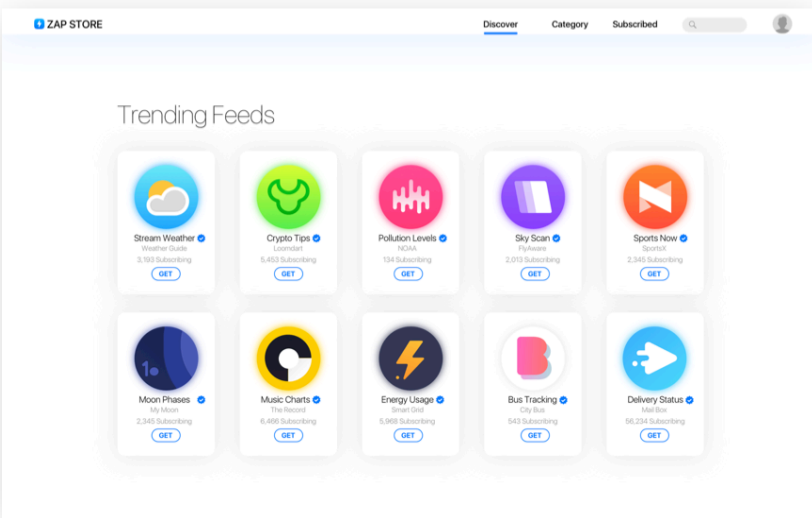 ZAP STORE
Discover Category Subscribed
Trending Feeds
Stream Weather
Weather Guide
3,193 Subscribing
GET
Crypto Tips
Loomdart
5,453 Subscribing
GET
Pollution Levels
NOAA
134 Subscribing
GET
Sky Scan
FlyAware
2,013 Subscribing
GET
Sports Now
SportsX
2,345 Subscribing
GET
1
Moon Phases
My Moon
2,345 Subscribing
GET
Music Charts
The Record
6,466 Subscribing
GET
Energy Usage
Smart Grid
5,968 Subscribing
GET
B
Bus Tracking
City Bus
543 Subscribing
GET
Delivery Status
Mail Box
56,234 Subscribing
GET